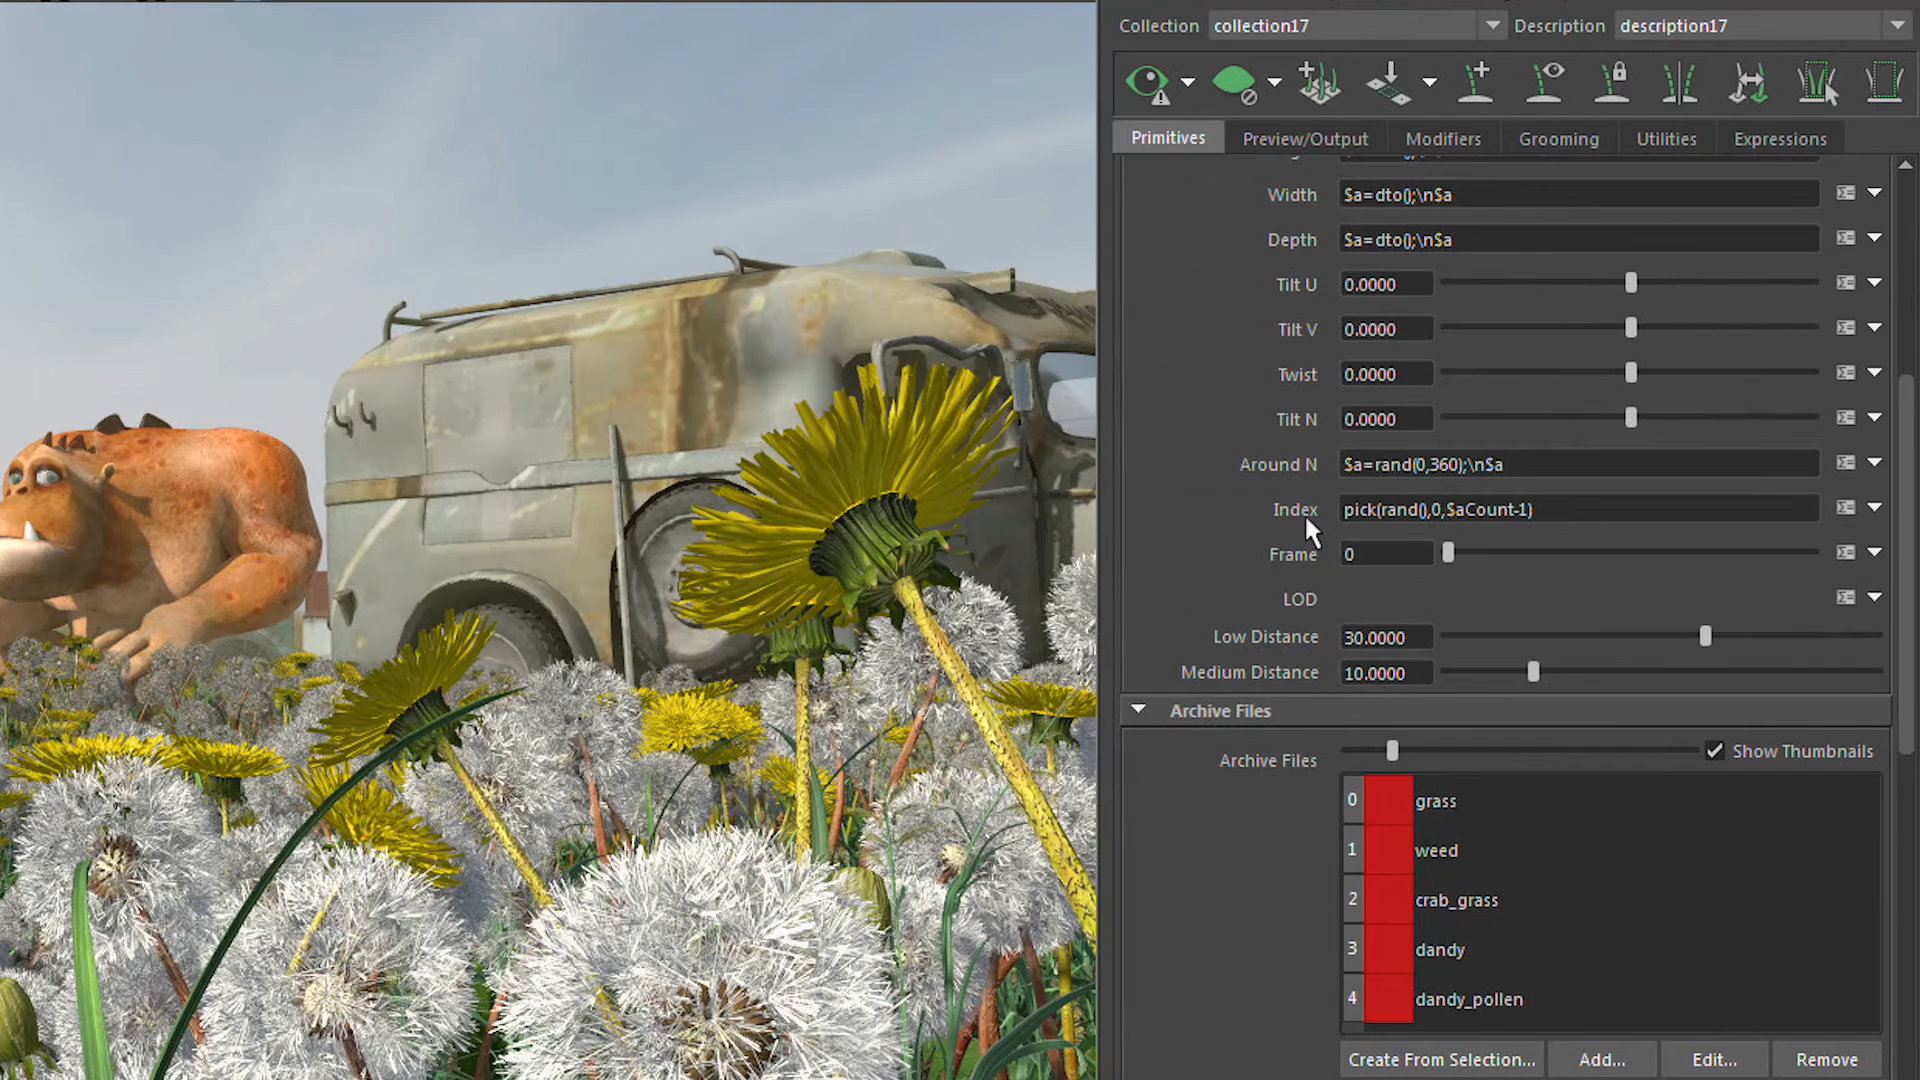 Collection collection17 Description description17
Primitives Preview/Output Modifiers Grooming Utilities Expressions
Width $a=dto();\n$a
Depth $a=dto();\n$a
Tilt U 0.0000
Tilt V 0.0000
Twist 0.0000
Tilt N 0.0000
Around N $a=rand(0,360);\n$a
Index pick(rand(),0,$aCount-1)
Frame 0
LOD
Low Distance 30.0000
Medium Distance 10.0000
Archive Files
Archive Files Show Thumbnails
0 grass
1 weed
2 crab_grass
3 dandy
4 dandy_pollen
Create From Selection... Add... Edit... Remove